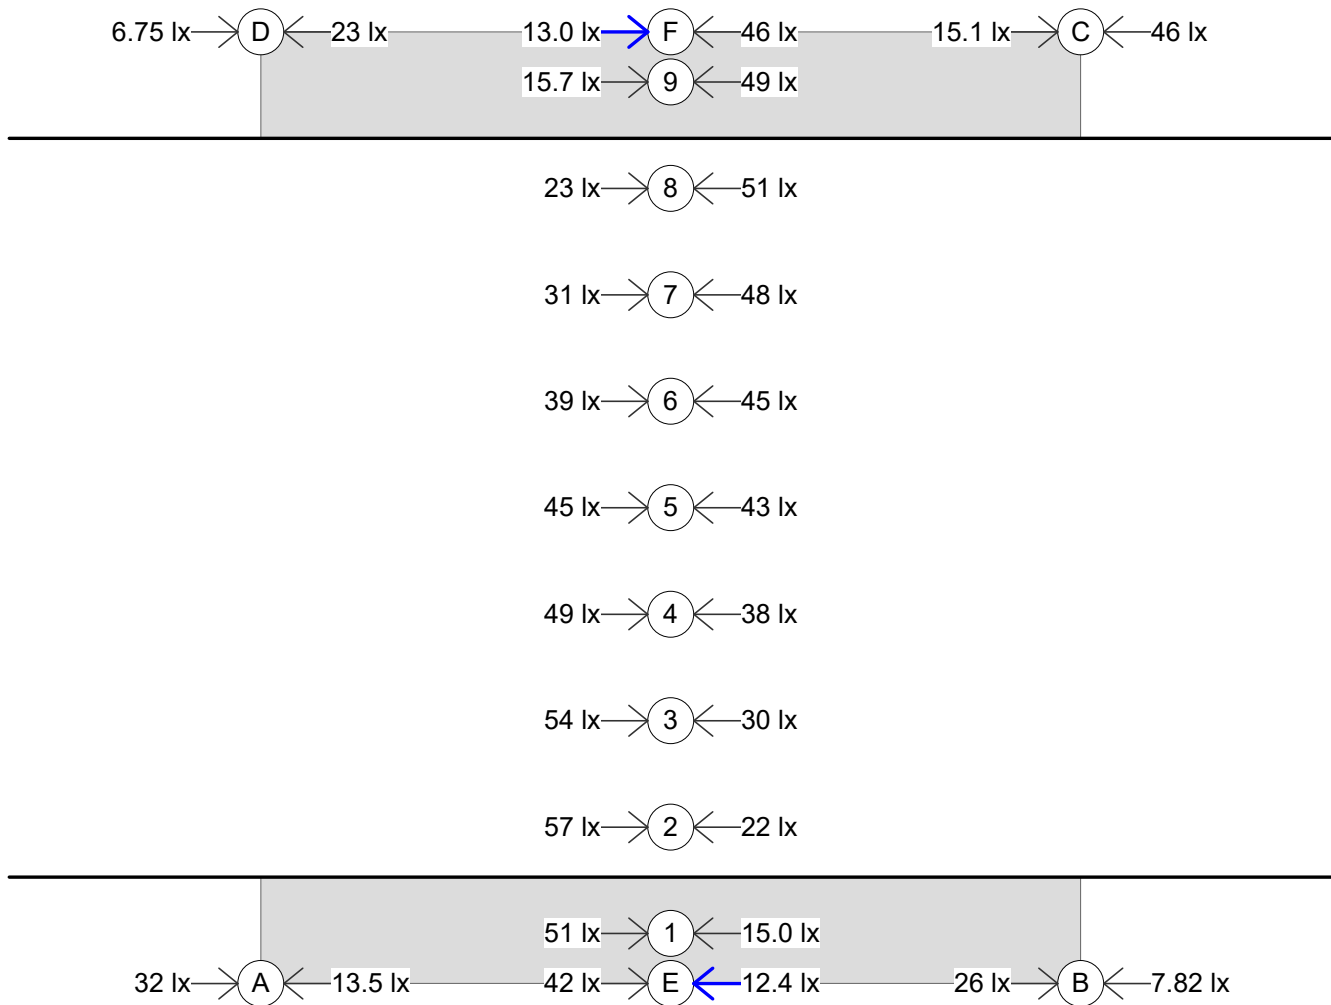 6.75 lx D 23 lx 13.0 lx F 46 lx 15.1 lx C 46 lx
15.7 lx 9 49 lx
23 lx 8 51 lx
31 lx 7 48 lx
39 lx 6 45 lx
45 lx 5 43 lx
49 lx 4 38 lx
54 lx 3 30 lx
57 lx 2 22 lx
51 lx 1 15.0 lx
32 lx A 13.5 lx 42 lx E 12.4 lx 26 lx B 7.82 lx